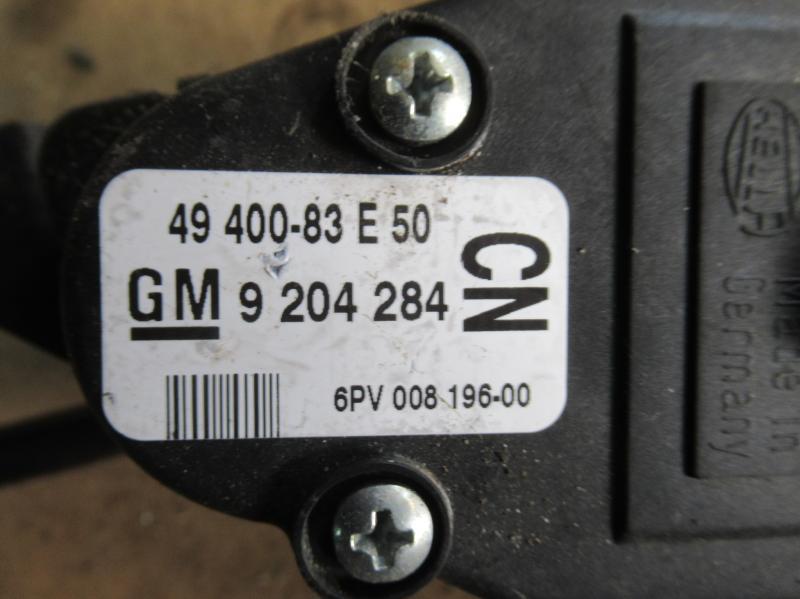 49 400-83 E 50
GM 9 204 284
CN
6PV 008 196-00
HELLA
Made in
Germany